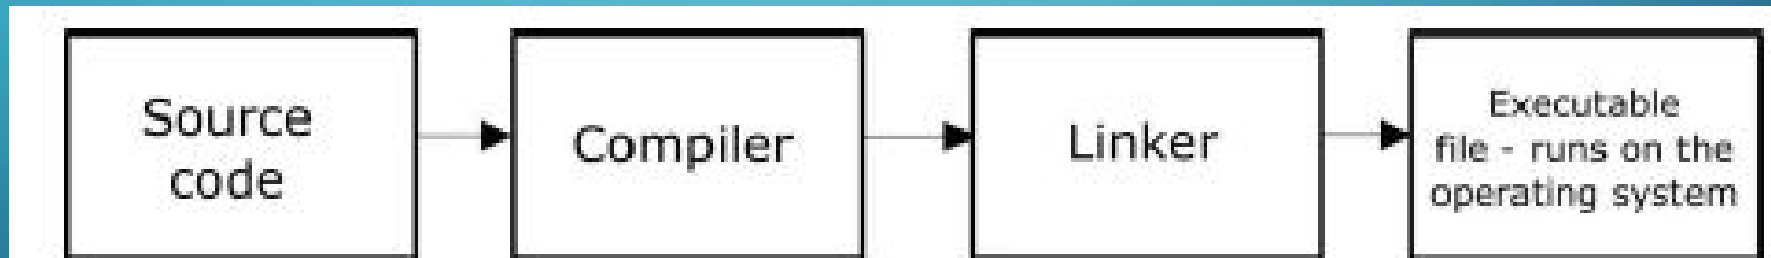 Source
code
Compiler
Linker
Executable
file - runs on the
operating system